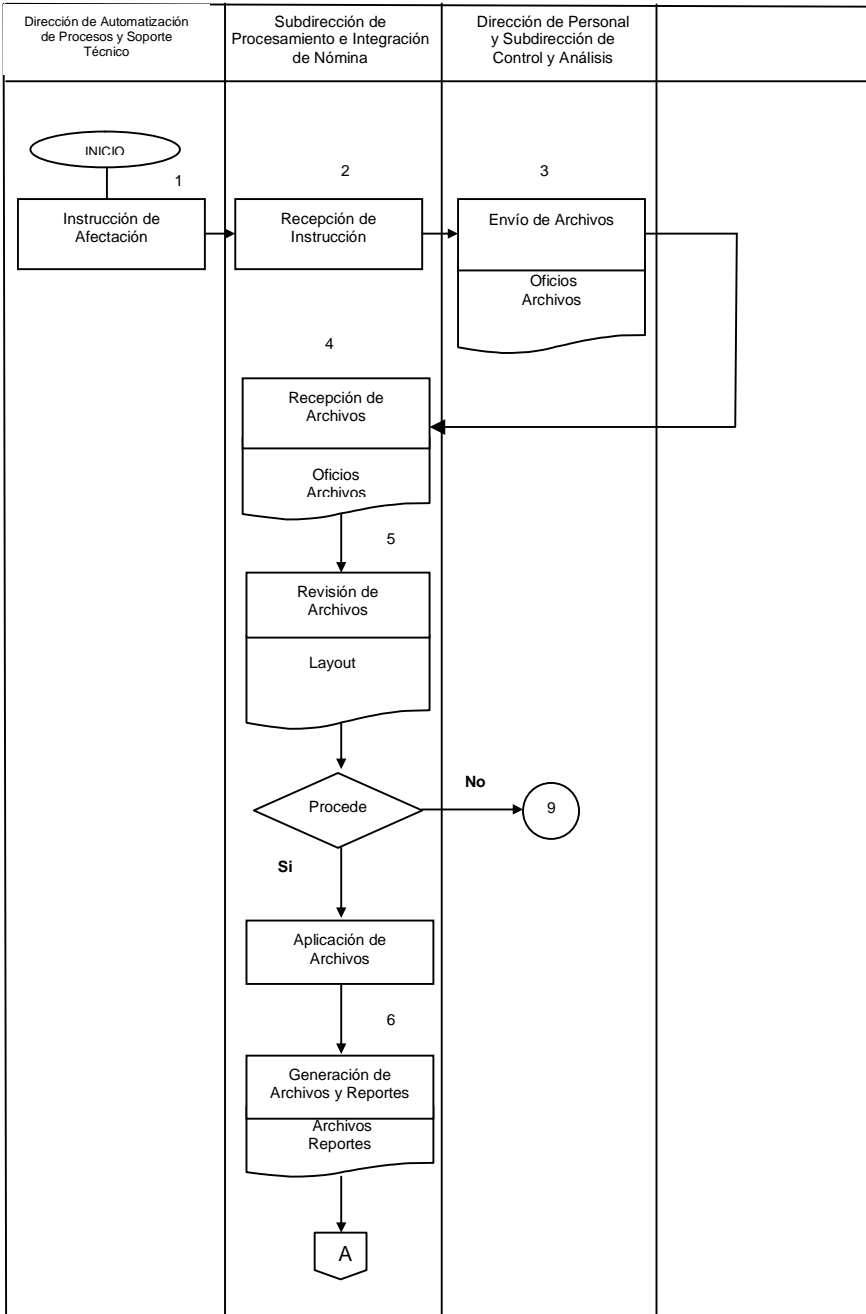 Dirección de Automatización
de Procesos y Soporte
Técnico
Subdirección de
Procesamiento e Integración
de Nómina
Dirección de Personal
y Subdirección de
Control y Análisis
INICIO
1
2
3
Instrucción de
Afectación
Recepción de
Instrucción
Envío de Archivos
Oficios
Archivos
4
Recepción de
Archivos
Oficios
Archivos
5
Revisión de
Archivos
Layout
Procede
No
9
Si
Aplicación de
Archivos
6
Generación de
Archivos y Reportes
Archivos
Reportes
A